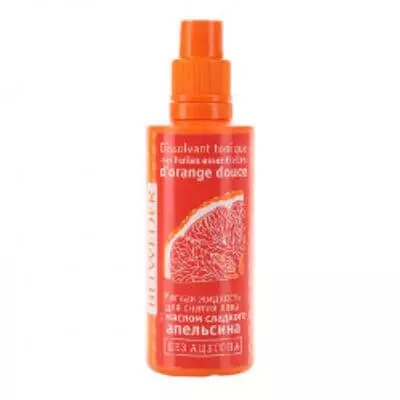 Dissolvant tonique
aux huiles essentielles
d'orange douce
Мягкая жидкость
для снятия лака
с маслом сладкого
апельсина
БЕЗ АЦЕТОНА